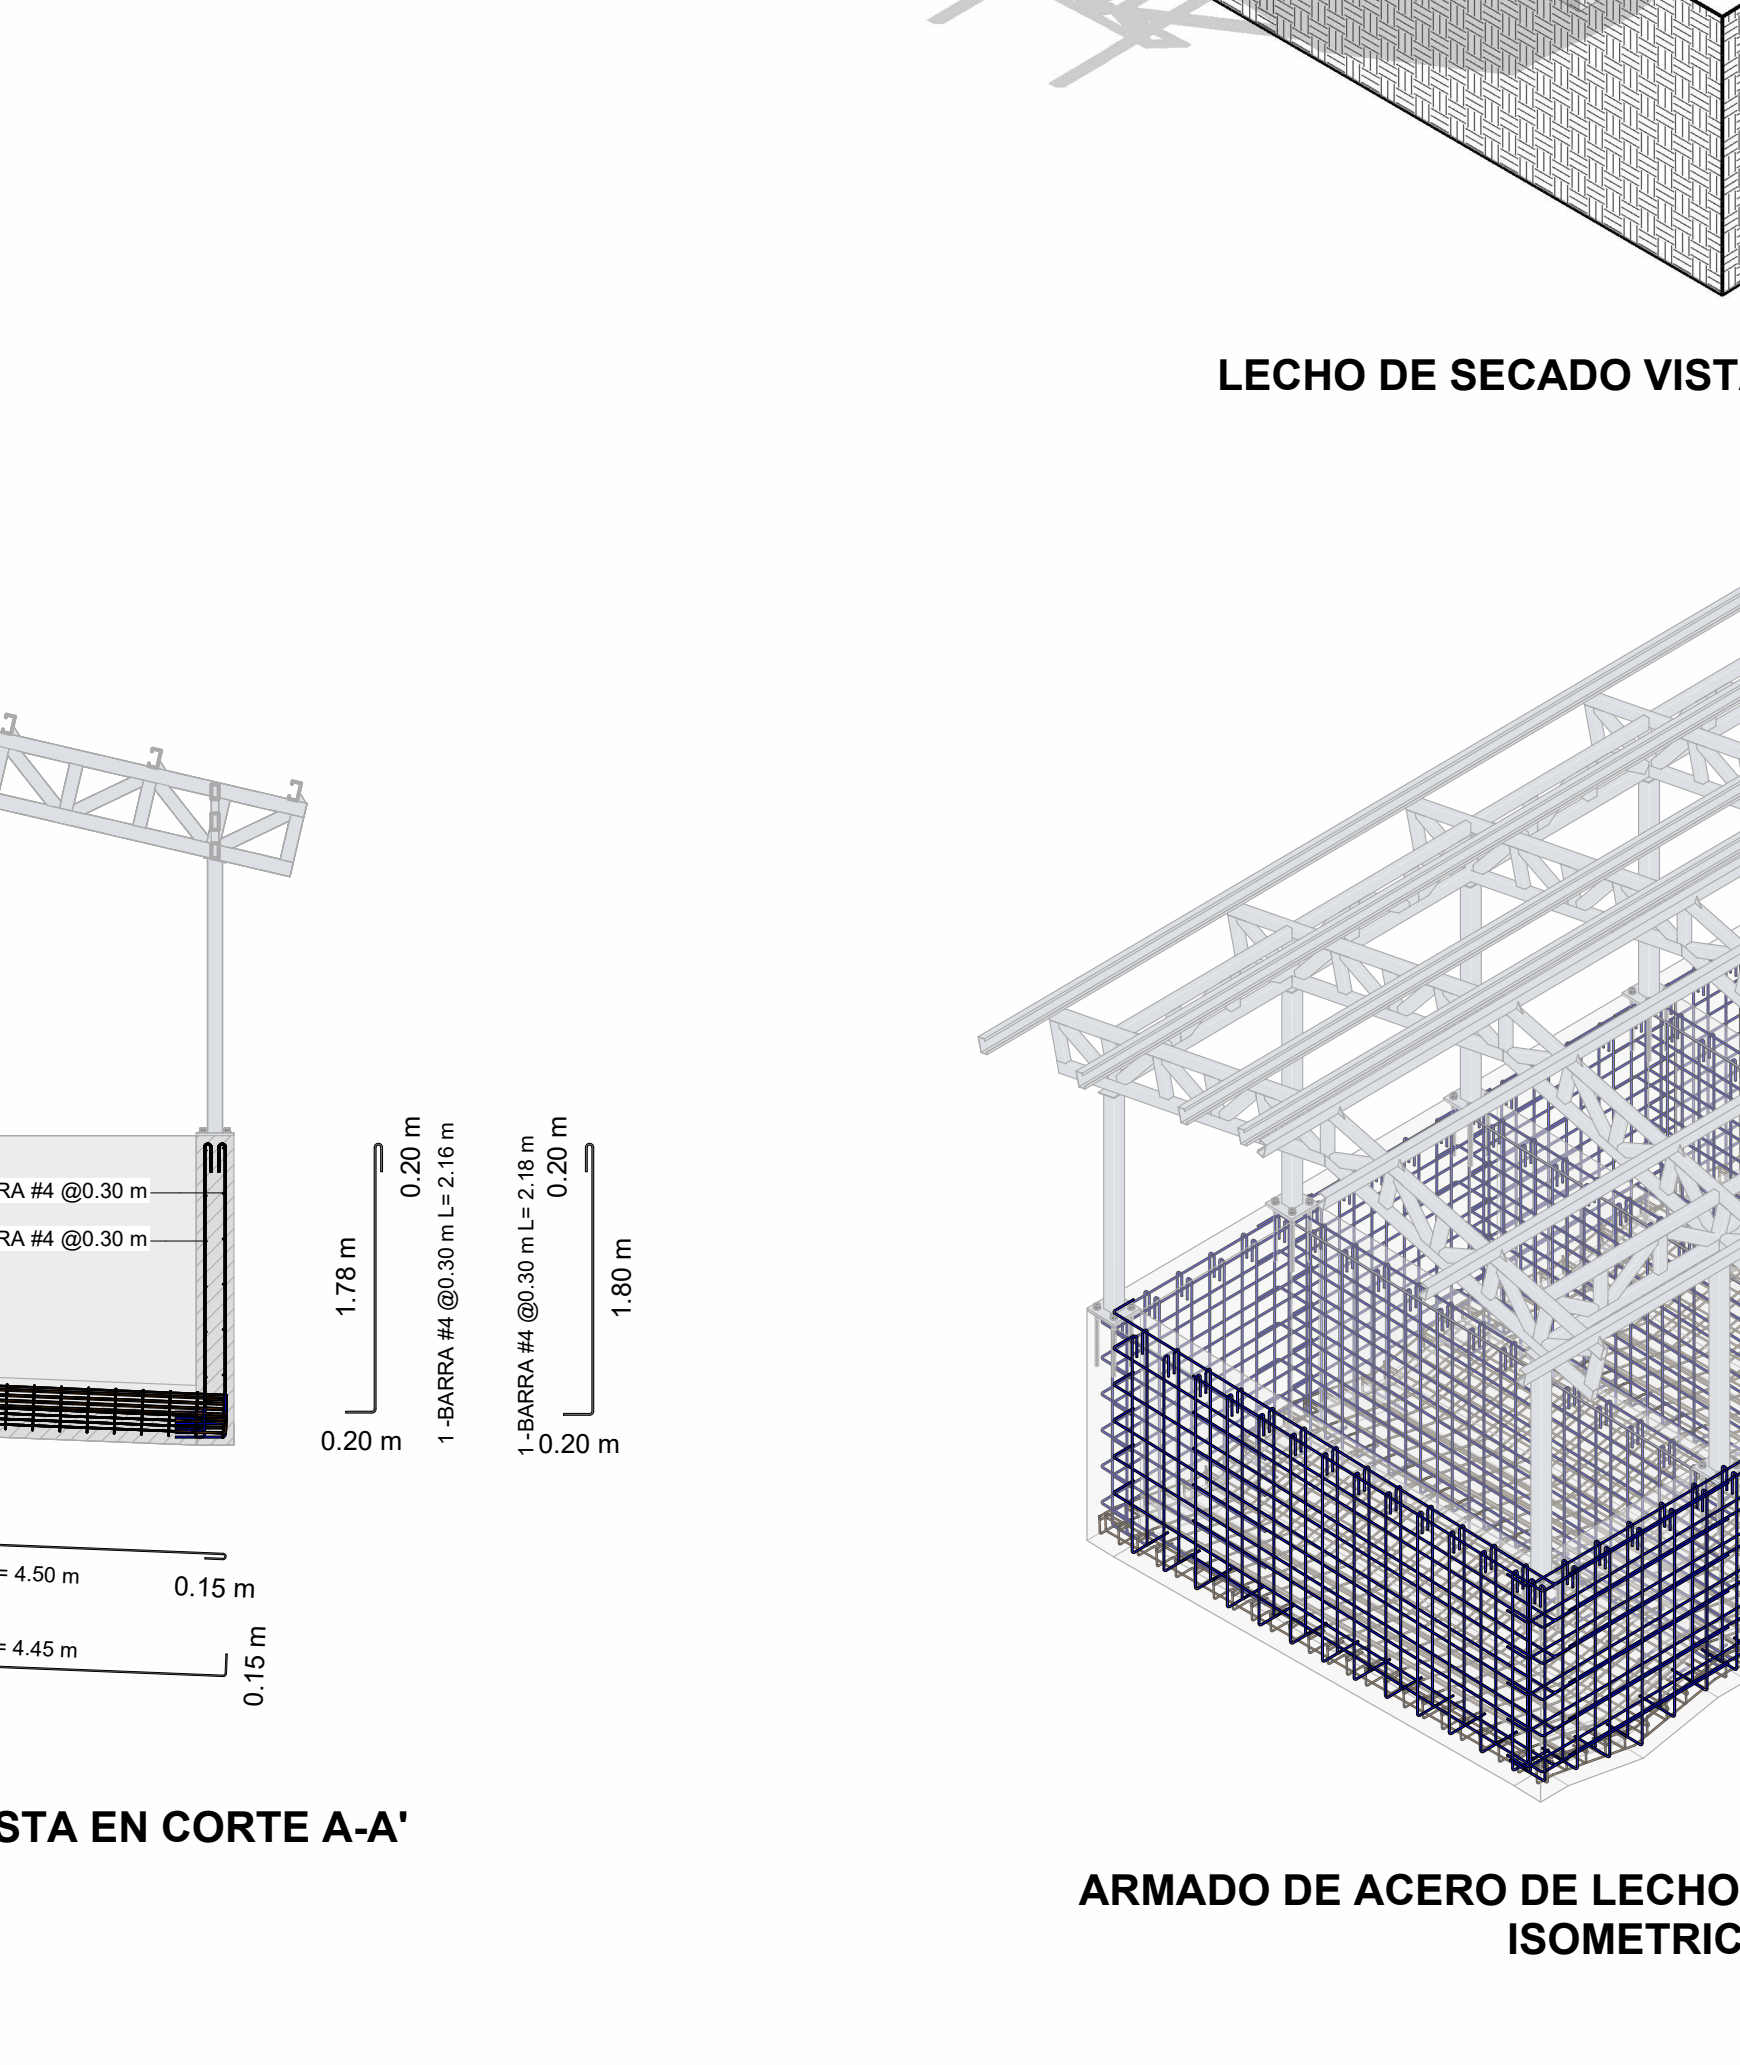 LECHO DE SECADO VISTA
RA #4 @0.30 m
RA #4 @0.30 m
0.20 m
1.78 m
0.20 m
1 -BARRA #4 @0.30 m L= 2.16 m
1 -BARRA #4 @0.30 m L= 2.18 m
0.20 m
1.80 m
0.20 m
= 4.50 m
0.15 m
= 4.45 m
0.15 m
STA EN CORTE A-A'
ARMADO DE ACERO DE LECHO
ISOMETRIC